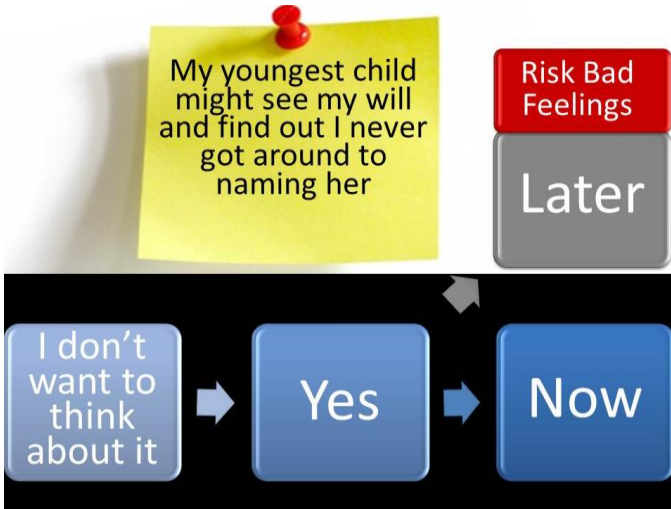 My youngest child
might see my will
and find out I never
got around to
naming her
Risk Bad
Feelings
Later
I don't
want to
think
about it
Yes
Now